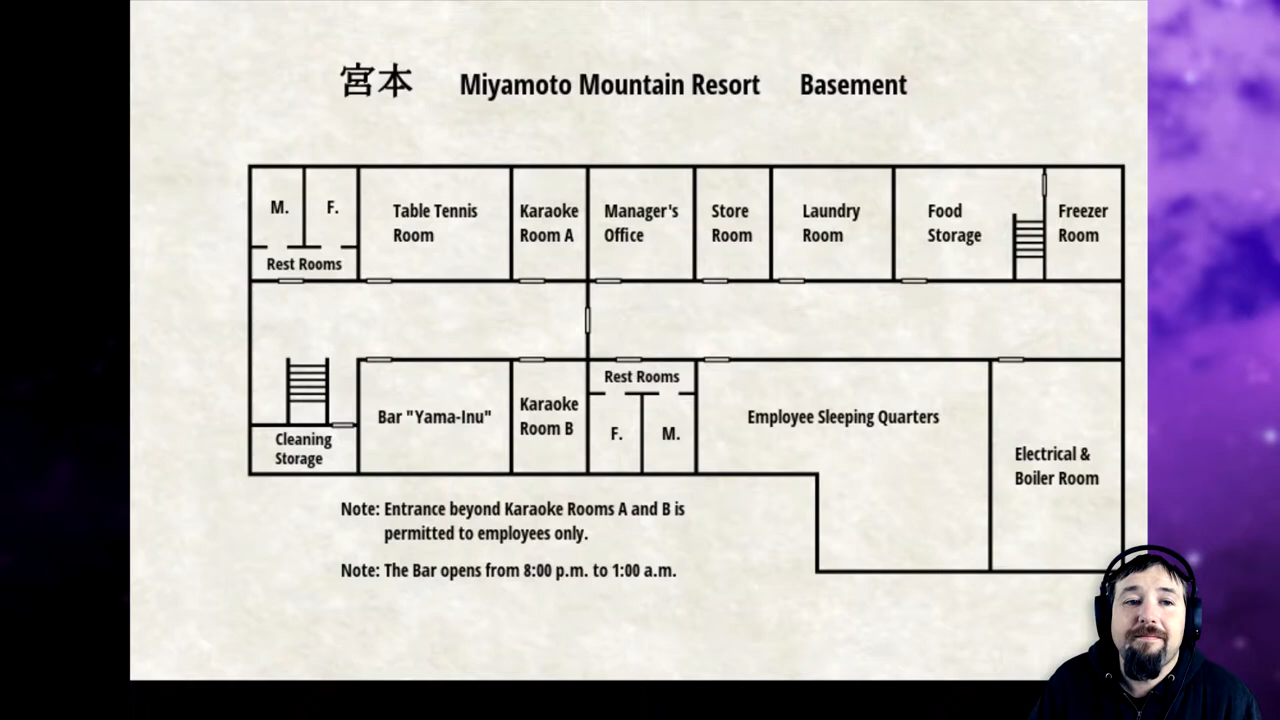 宮本 Miyamoto Mountain Resort Basement
M. F.
Rest Rooms
Table Tennis
Room
Karaoke
Room A
Manager's
Office
Store
Room
Laundry
Room
Food
Storage
Freezer
Room
Cleaning
Storage
Bar "Yama-Inu"
Karaoke
Room B
Rest Rooms
F. M.
Employee Sleeping Quarters
Electrical &
Boiler Room
Note: Entrance beyond Karaoke Rooms A and B is
permitted to employees only.
Note: The Bar opens from 8:00 p.m. to 1:00 a.m.